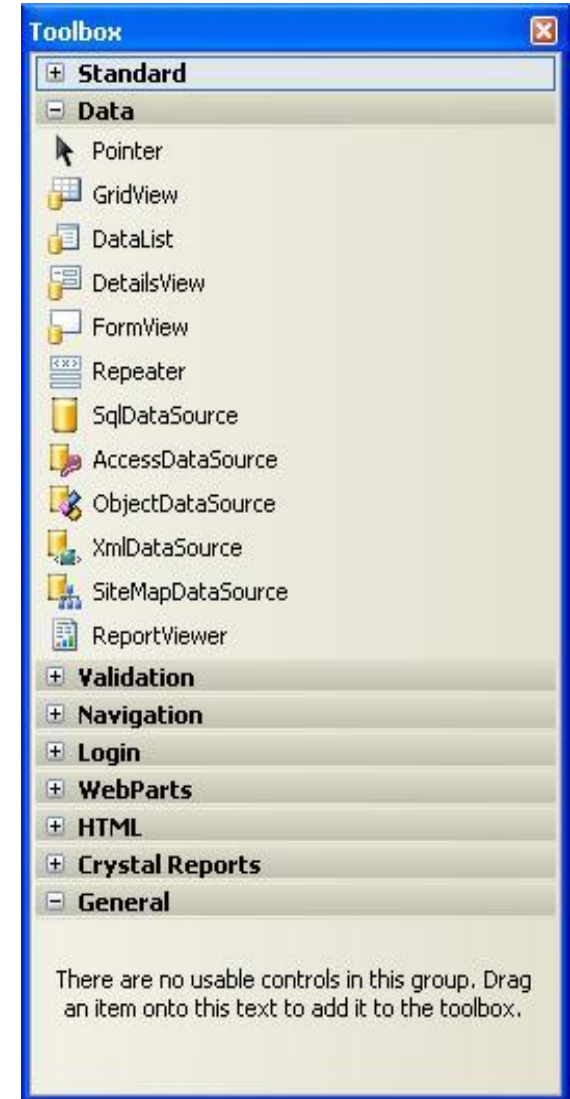 Toolbox
Standard
Data
Pointer
GridView
DataList
DetailsView
FormView
Repeater
SqlDataSource
AccessDataSource
ObjectDataSource
XmlDataSource
SiteMapDataSource
ReportViewer
Validation
Navigation
Login
WebParts
HTML
Crystal Reports
General
There are no usable controls in this group. Drag
an item onto this text to add it to the toolbox.